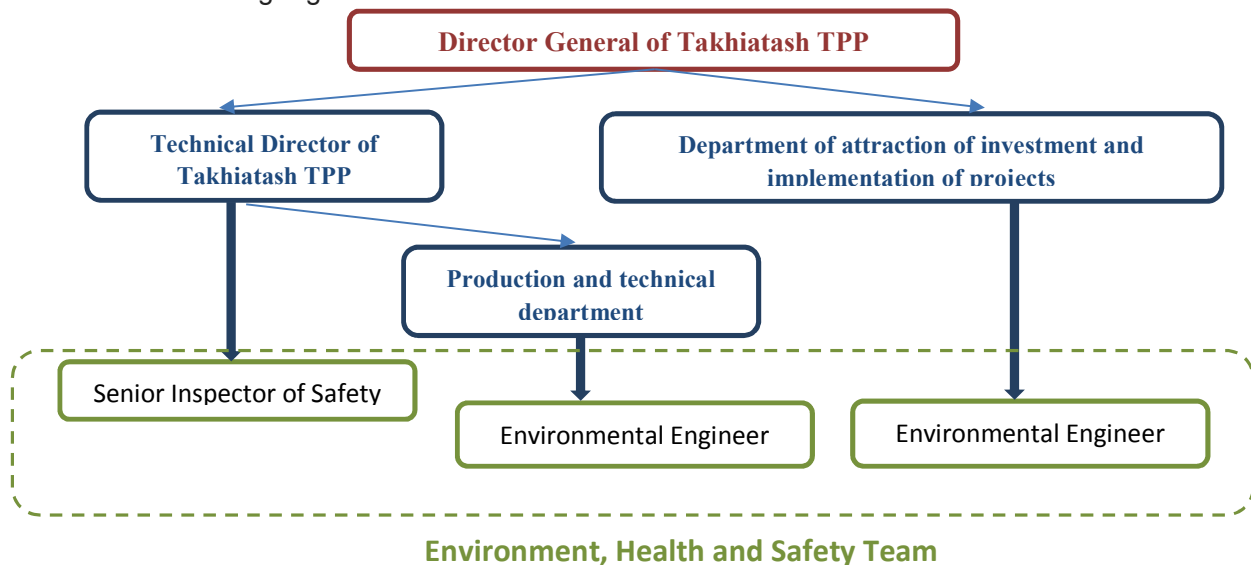 Director General of Takhiatash TPP
Technical Director of
Takhiatash TPP
Department of attraction of investment and
implementation of projects
Production and technical
department
Senior Inspector of Safety
Environmental Engineer
Environmental Engineer
Environment, Health and Safety Team